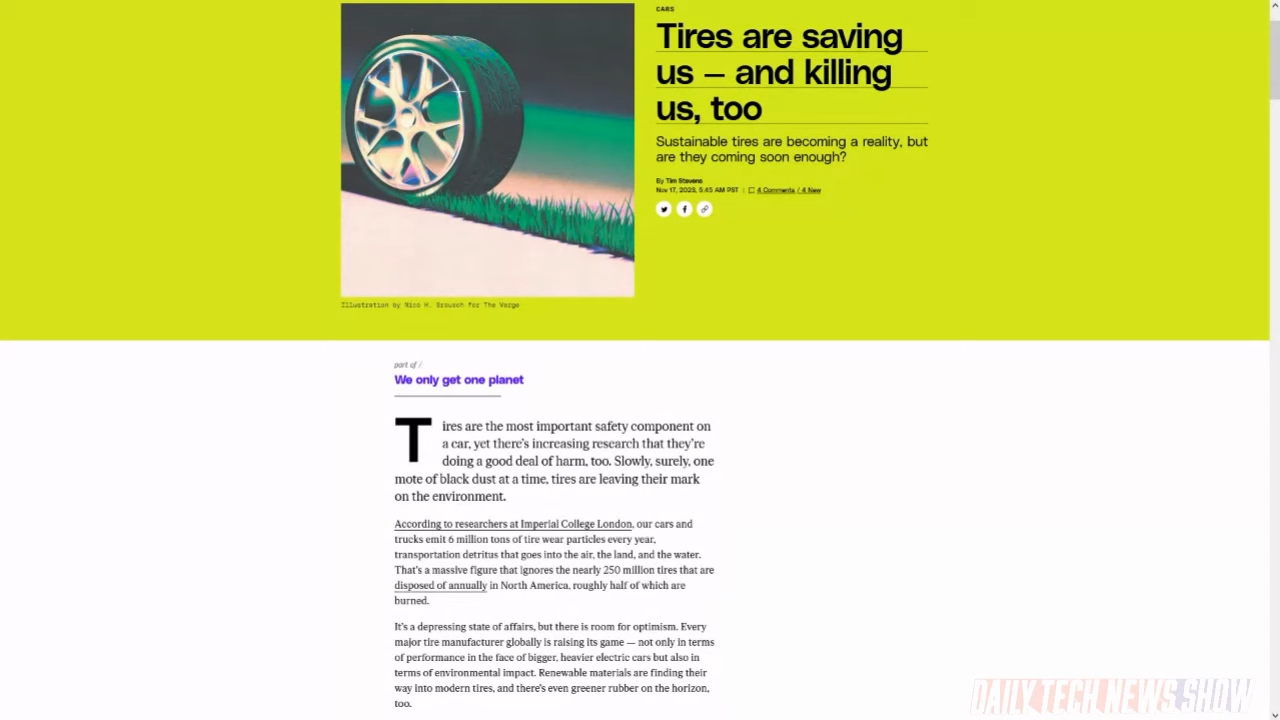 CARS
Tires are saving
us — and killing
us, too
Sustainable tires are becoming a reality, but
are they coming soon enough?
By Tim Stevens
Nov 17, 2023, 5:45 AM PST | 4 Comments / 4 New
Illustration by Nico H. Brausch for The Verge
part of /
We only get one planet
Tires are the most important safety component on
a car, yet there's increasing research that they're
doing a good deal of harm, too. Slowly, surely, one
mote of black dust at a time, tires are leaving their mark
on the environment.
According to researchers at Imperial College London, our cars and
trucks emit 6 million tons of tire wear particles every year,
transportation detritus that goes into the air, the land, and the water.
That's a massive figure that ignores the nearly 250 million tires that are
disposed of annually in North America, roughly half of which are
burned.
It's a depressing state of affairs, but there is room for optimism. Every
major tire manufacturer globally is raising its game — not only in terms
of performance in the face of bigger, heavier electric cars but also in
terms of environmental impact. Renewable materials are finding their
way into modern tires, and there's even greener rubber on the horizon,
too.
DAILY TECH NEWS SHOW